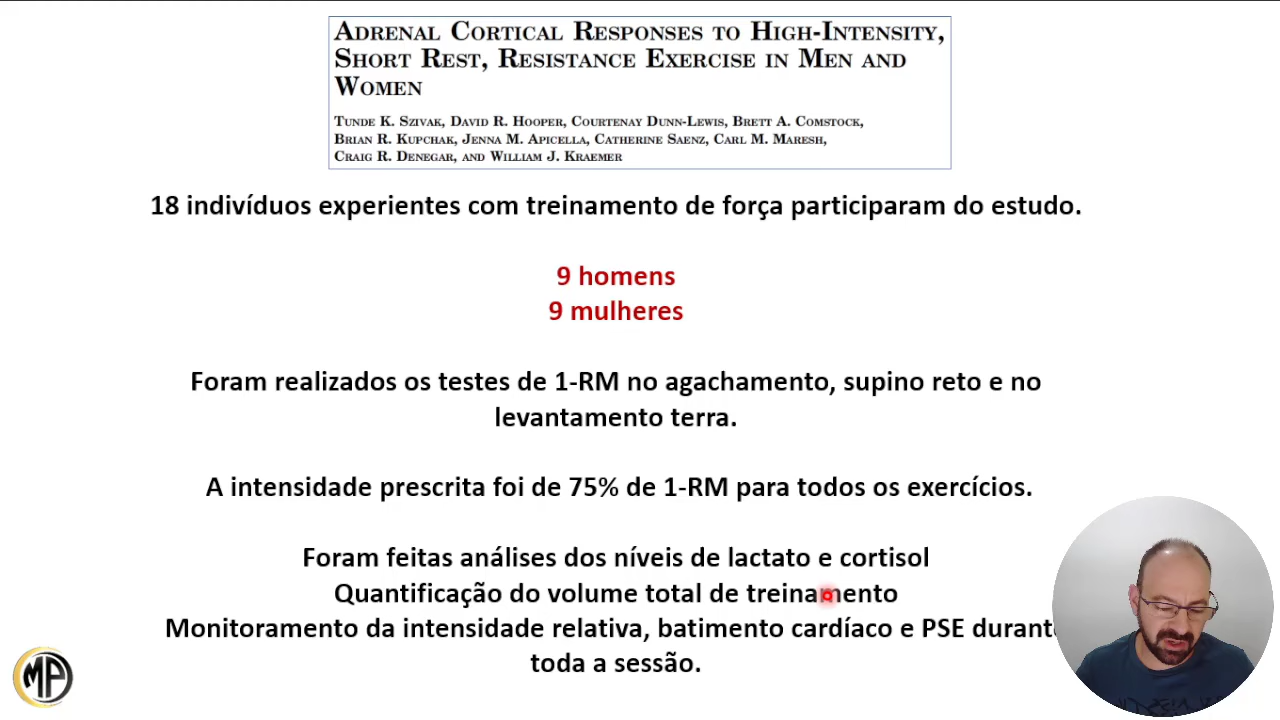 ADRENAL CORTICAL RESPONSES TO HIGH-INTENSITY,
SHORT REST, RESISTANCE EXERCISE IN MEN AND
WOMEN
TUNDE K. SZIVAK, DAVID R. HOOPER, COURTENAY DUNN-LEWIS, BRETT A. COMSTOCK,
BRIAN R. KUPCHAK, JENNA M. APICELLA, CATHERINE SAENZ, CARL M. MARESH,
CRAIG R. DENEGAR, AND WILLIAM J. KRAEMER
18 indivíduos experientes com treinamento de força participaram do estudo.
9 homens
9 mulheres
Foram realizados os testes de 1-RM no agachamento, supino reto e no
levantamento terra.
A intensidade prescrita foi de 75% de 1-RM para todos os exercícios.
Foram feitas análises dos níveis de lactato e cortisol
Quantificação do volume total de treinamento
Monitoramento da intensidade relativa, batimento cardíaco e PSE durante
toda a sessão.
MP